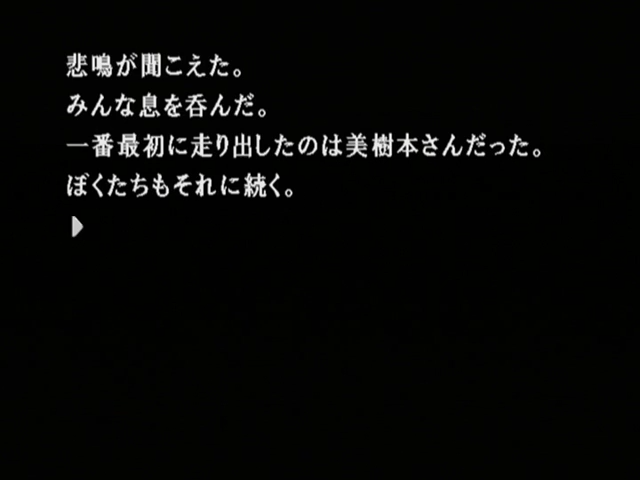 悲鳴が聞こえた。
みんな息を呑んだ。
一番最初に走り出したのは美樹本さんだった。
ぼくたちもそれに続く。